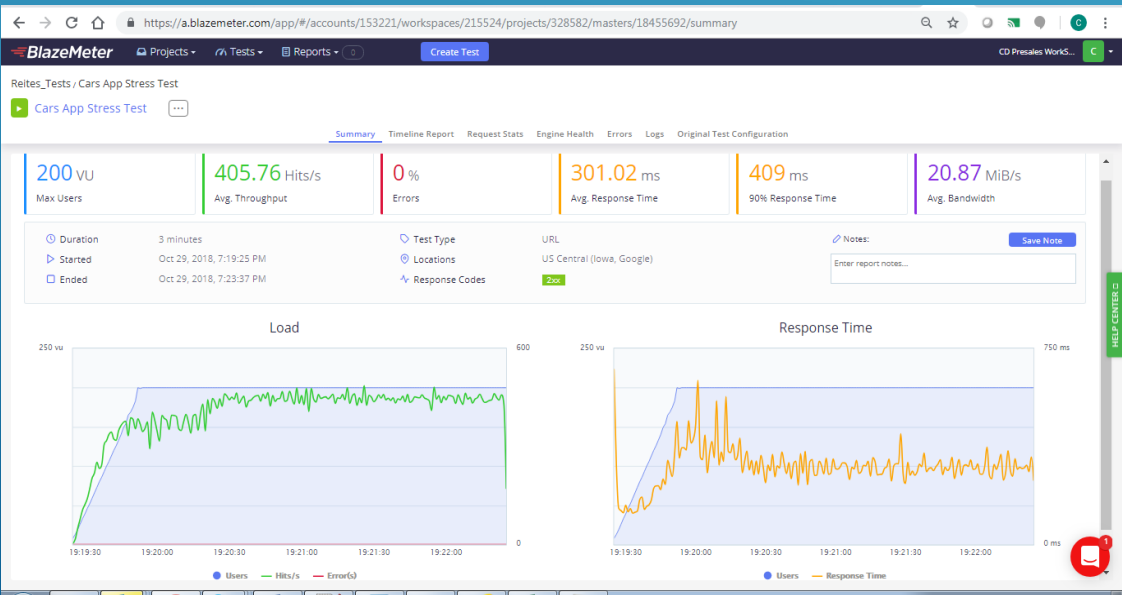 https://a.blazemeter.com/app/#/accounts/153221/workspaces/215524/projects/328582/masters/18455692/summary
C
BlazeMeter Projects Tests Reports 0 Create Test CD Presales WorkS... C
Reites_Tests / Cars App Stress Test
Cars App Stress Test ...
Summary Timeline Report Request Stats Engine Health Errors Logs Original Test Configuration
200 VU 405.76 Hits/s 0 % 301.02 ms 409 ms 20.87 MiB/s
Max Users Avg. Throughput Errors Avg. Response Time 90% Response Time Avg. Bandwidth
Duration 3 minutes Test Type URL Notes: Save Note
Started Oct 29, 2018, 7:19:25 PM Locations US Central (Iowa, Google) Enter report notes...
Ended Oct 29, 2018, 7:23:37 PM Response Codes 2xx
HELP CENTER
Load Response Time
250 vu 600 250 vu 750 ms
0 0 ms
19:19:30 19:20:00 19:20:30 19:21:00 19:21:30 19:22:00 19:19:30 19:20:00 19:20:30 19:21:00 19:21:30 19:22:00
Users Hits/s Error(s) Users Response Time
1